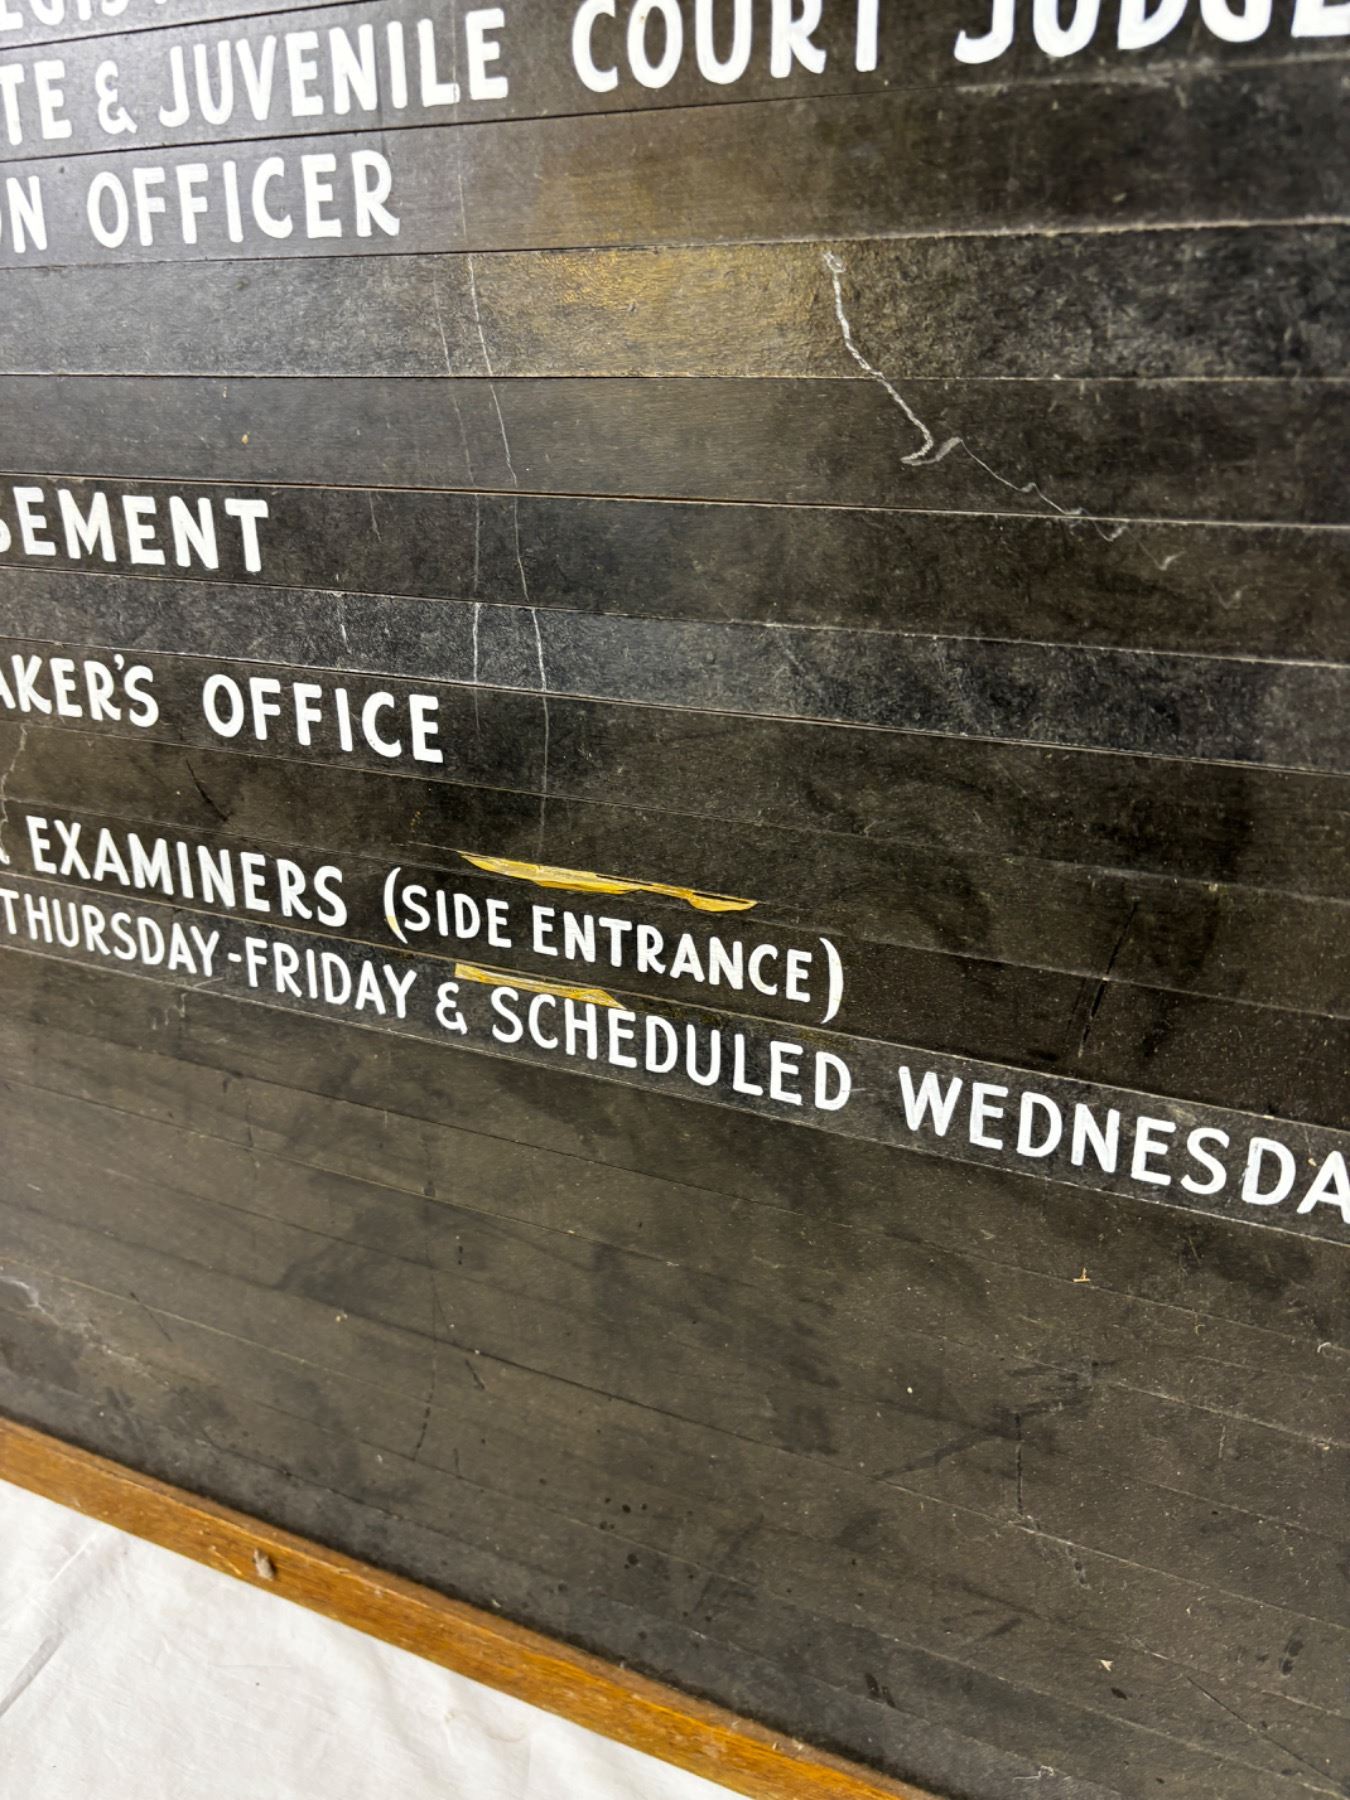 TE & JUVENILE COURT JUDGE
ON OFFICER
SEMENT
AKER'S OFFICE
EXAMINERS (SIDE ENTRANCE)
THURSDAY-FRIDAY & SCHEDULED WEDNESDA